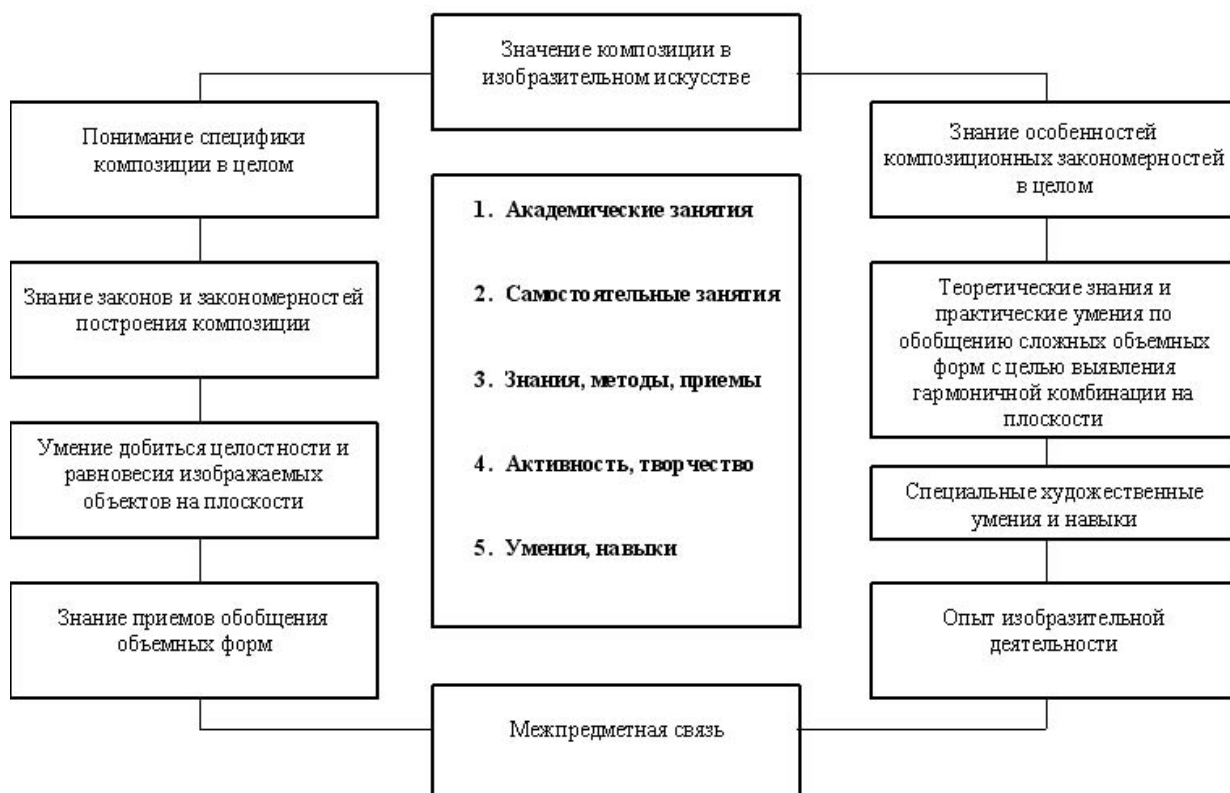 Значение композиции в
изобразительном искусстве
Понимание специфики
композиции в целом
Знание законов и закономерностей
построения композиции
Умение добиться целостности и
равновесия изображаемых
объектов на плоскости
Знание приемов обобщения
объемных форм
1. Академические занятия
2. Самостоятельные занятия
3. Знания, методы, приемы
4. Активность, творчество
5. Умения, навыки
Знание особенностей
композиционных закономерностей
в целом
Теоретические знания и
практические умения по
обобщению сложных объемных
форм с целью выявления
гармоничной комбинации на
плоскости
Специальные художественные
умения и навыки
Опыт изобразительной
деятельности
Межпредметная связь